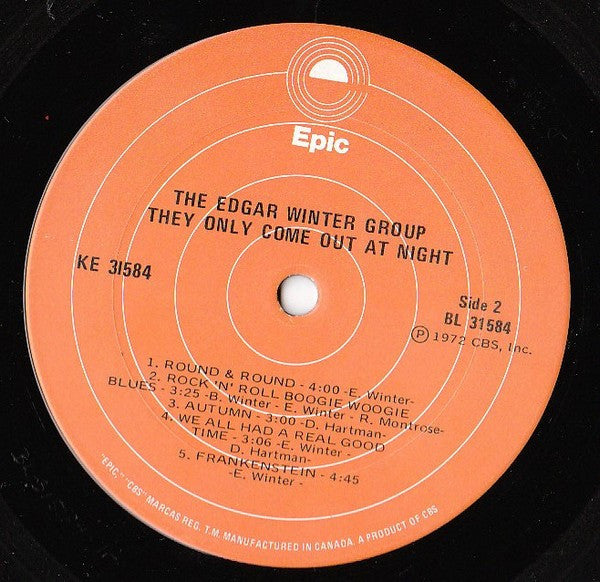 Epic
THE EDGAR WINTER GROUP
THEY ONLY COME OUT AT NIGHT
KE 31584
Side 2
BL 31584
Ⓟ 1972 CBS, Inc.
1. ROUND & ROUND - 4:00 -E. Winter-
2. ROCK 'N' ROLL BOOGIE WOOGIE
BLUES - 3:25 -B. Winter - E. Winter - R. Montrose-
3. AUTUMN - 3:00 -D. Hartman-
4. WE ALL HAD A REAL GOOD
TIME - 3:06 -E. Winter -
D. Hartman-
5. FRANKENSTEIN - 4:45
-E. Winter -
"EPIC," "CBS" MARCAS REG. T.M. MANUFACTURED IN CANADA. A PRODUCT OF CBS